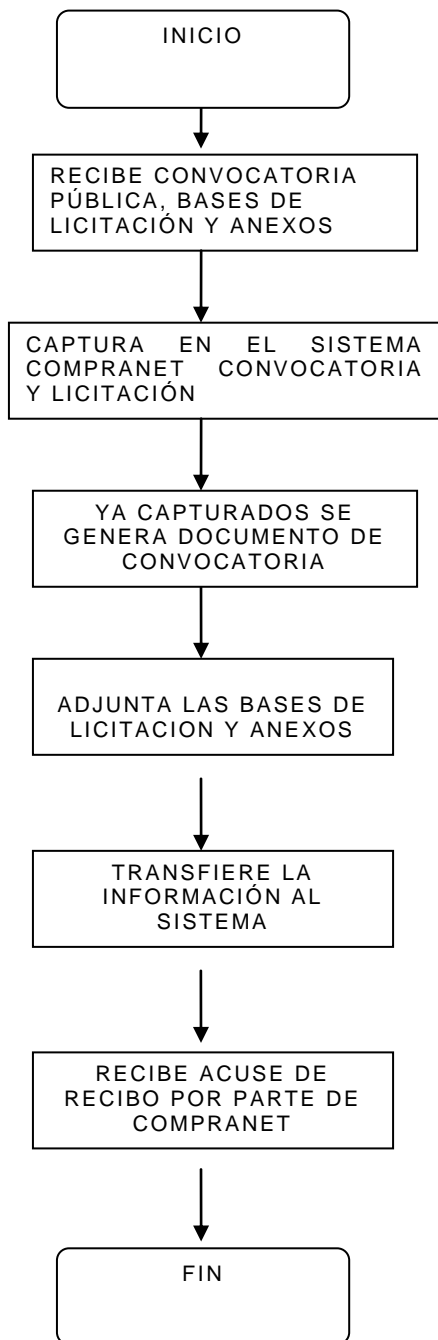 INICIO
RECIBE CONVOCATORIA
PÚBLICA, BASES DE
LICITACIÓN Y ANEXOS
CAPTURA EN EL SISTEMA
COMPRANET CONVOCATORIA
Y LICITACIÓN
YA CAPTURADOS SE
GENERA DOCUMENTO DE
CONVOCATORIA
ADJUNTA LAS BASES DE
LICITACION Y ANEXOS
TRANSFIERE LA
INFORMACIÓN AL
SISTEMA
RECIBE ACUSE DE
RECIBO POR PARTE DE
COMPRANET
FIN